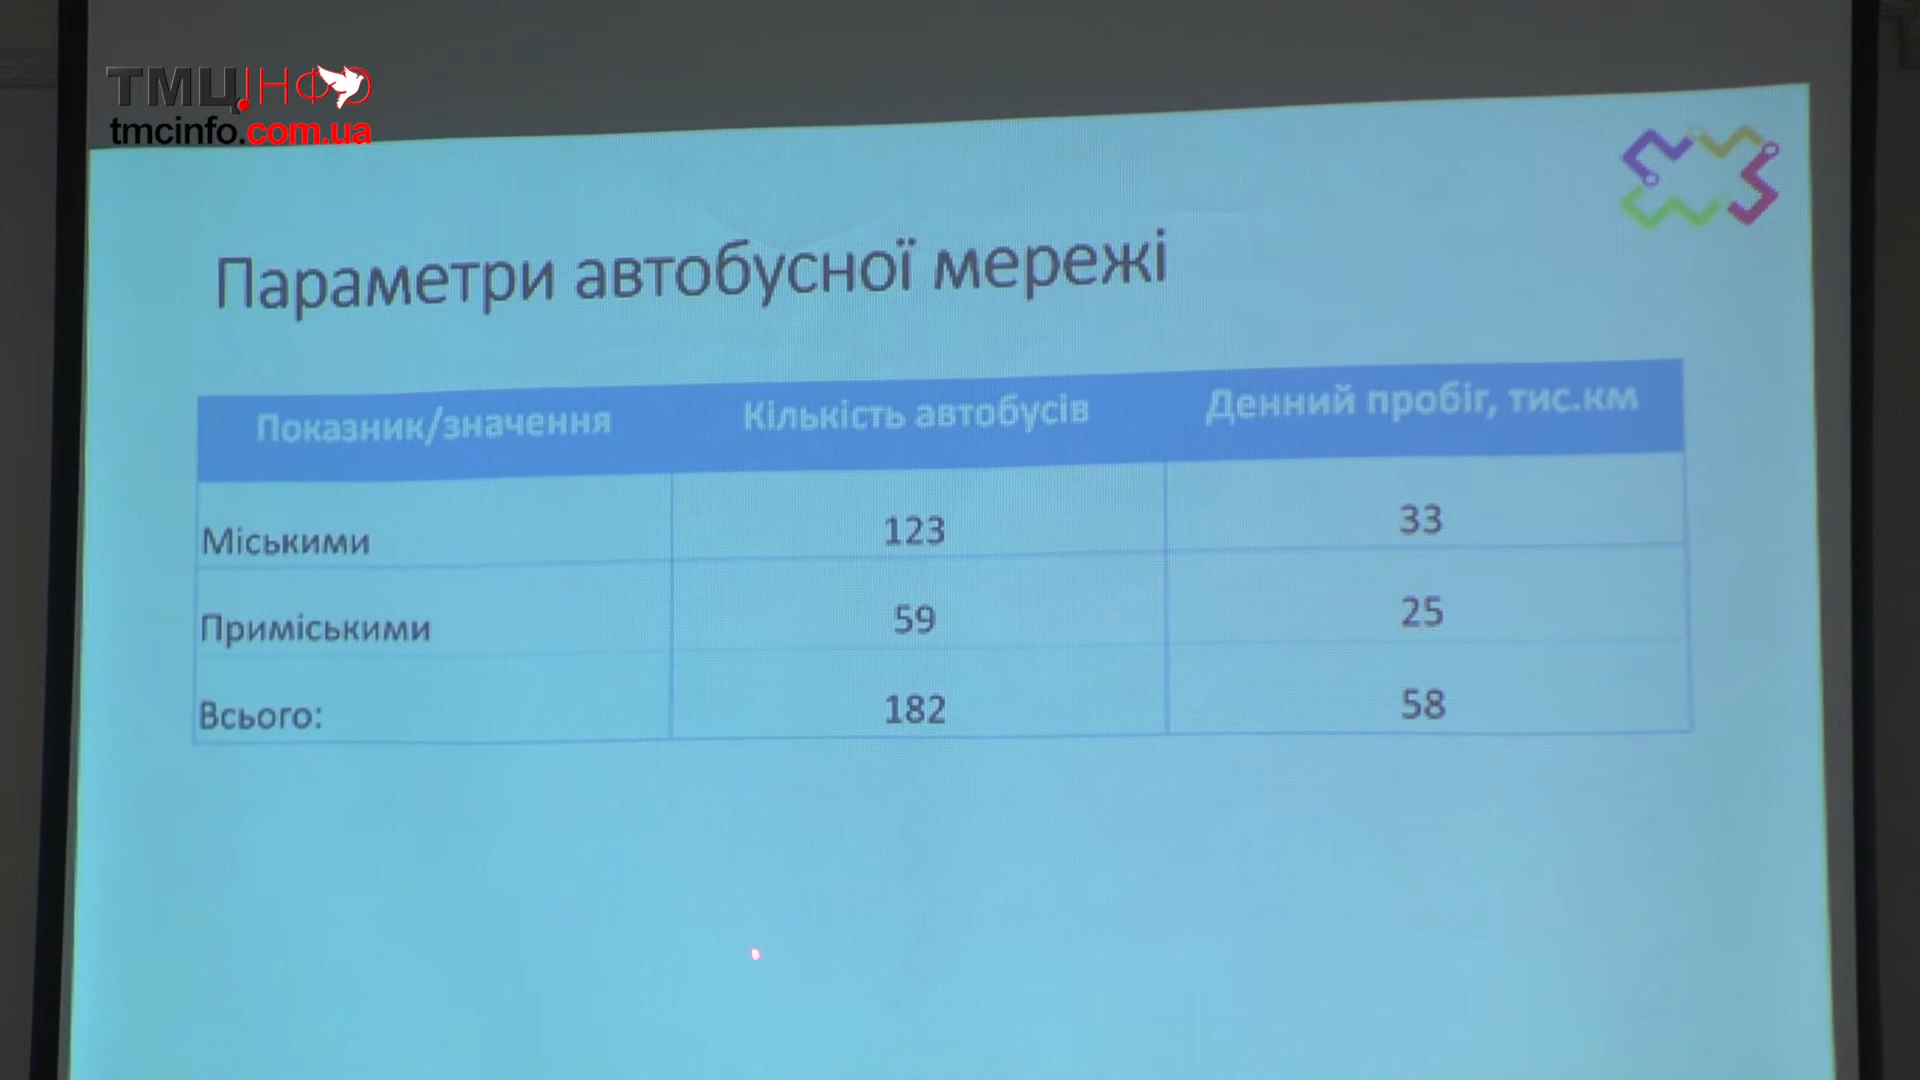 ТМЦ.ІНФО
tmcinfo.com.ua
Параметри автобусної мережі
Показник/значення Кількість автобусів Денний пробіг, тис.км
Міськими 123 33
Приміськими 59 25
Всього: 182 58